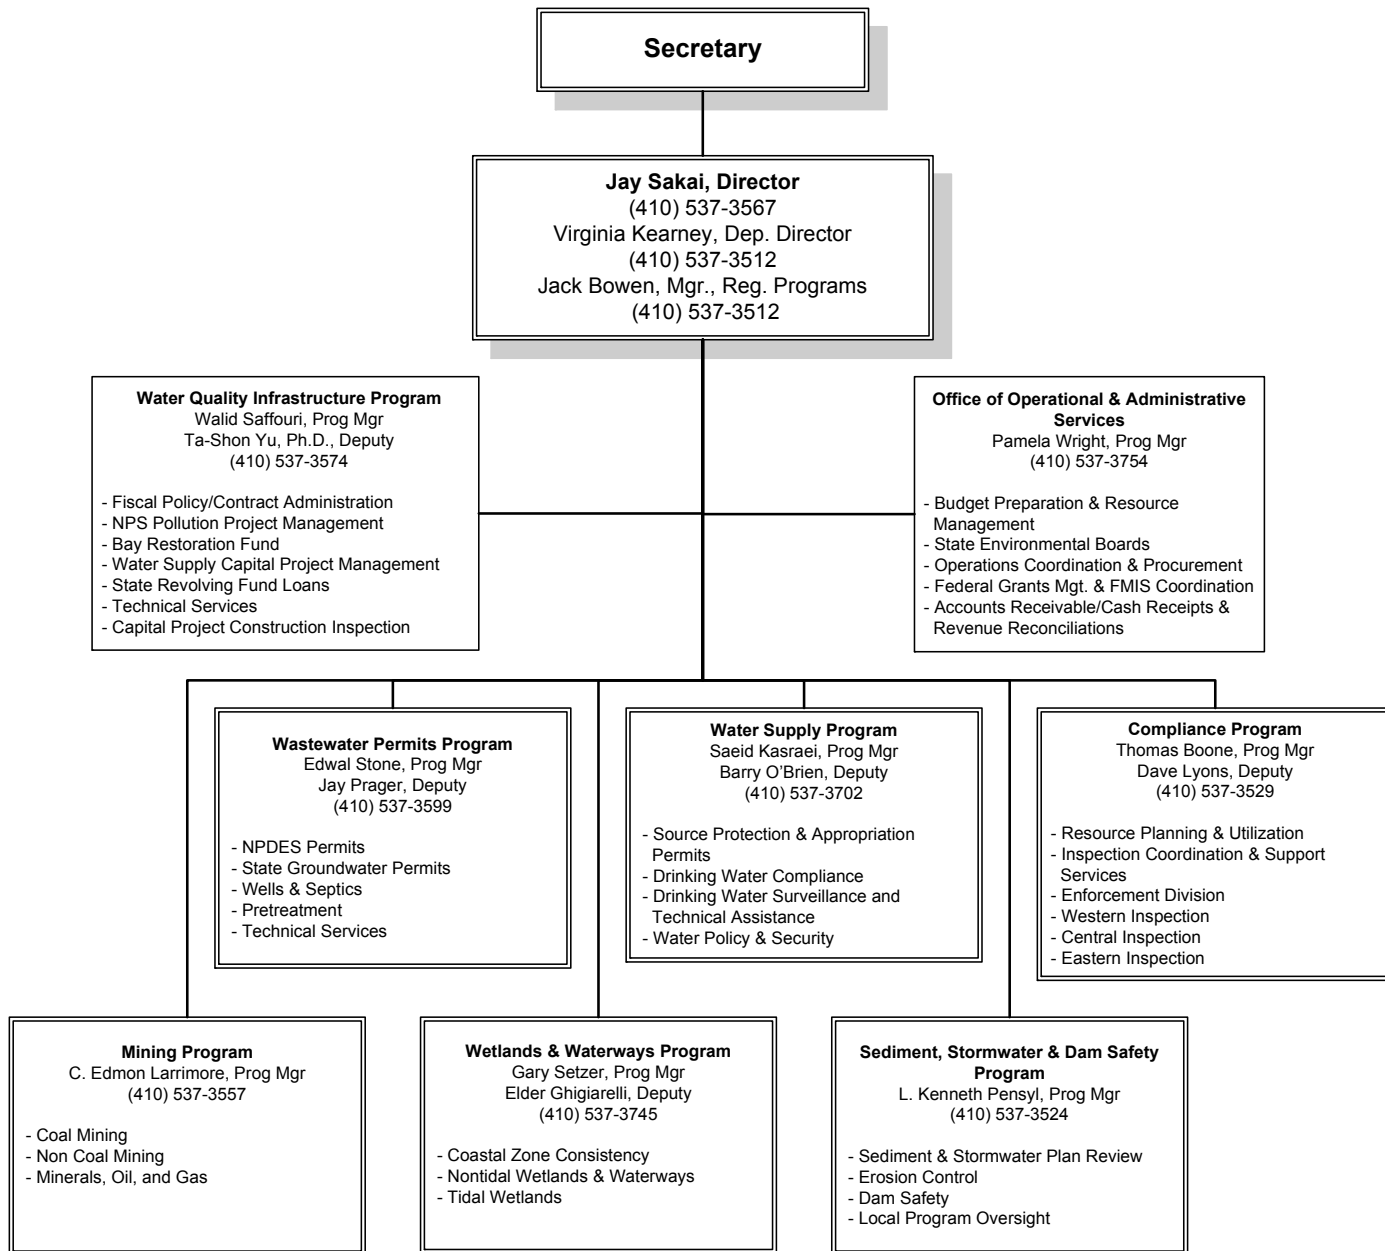 Secretary
Jay Sakai, Director
(410) 537-3567
Virginia Kearney, Dep. Director
(410) 537-3512
Jack Bowen, Mgr., Reg. Programs
(410) 537-3512
Water Quality Infrastructure Program
Walid Saffouri, Prog Mgr
Ta-Shon Yu, Ph.D., Deputy
(410) 537-3574
- Fiscal Policy/Contract Administration
- NPS Pollution Project Management
- Bay Restoration Fund
- Water Supply Capital Project Management
- State Revolving Fund Loans
- Technical Services
- Capital Project Construction Inspection
Office of Operational & Administrative
Services
Pamela Wright, Prog Mgr
(410) 537-3754
- Budget Preparation & Resource
Management
- State Environmental Boards
- Operations Coordination & Procurement
- Federal Grants Mgt. & FMIS Coordination
- Accounts Receivable/Cash Receipts &
Revenue Reconciliations
Wastewater Permits Program
Edwal Stone, Prog Mgr
Jay Prager, Deputy
(410) 537-3599
- NPDES Permits
- State Groundwater Permits
- Wells & Septics
- Pretreatment
- Technical Services
Water Supply Program
Saeid Kasraei, Prog Mgr
Barry O'Brien, Deputy
(410) 537-3702
- Source Protection & Appropriation
Permits
- Drinking Water Compliance
- Drinking Water Surveillance and
Technical Assistance
- Water Policy & Security
Compliance Program
Thomas Boone, Prog Mgr
Dave Lyons, Deputy
(410) 537-3529
- Resource Planning & Utilization
- Inspection Coordination & Support
Services
- Enforcement Division
- Western Inspection
- Central Inspection
- Eastern Inspection
Mining Program
C. Edmon Larrimore, Prog Mgr
(410) 537-3557
- Coal Mining
- Non Coal Mining
- Minerals, Oil, and Gas
Wetlands & Waterways Program
Gary Setzer, Prog Mgr
Elder Ghigiarelli, Deputy
(410) 537-3745
- Coastal Zone Consistency
- Nontidal Wetlands & Waterways
- Tidal Wetlands
Sediment, Stormwater & Dam Safety
Program
L. Kenneth Pensyl, Prog Mgr
(410) 537-3524
- Sediment & Stormwater Plan Review
- Erosion Control
- Dam Safety
- Local Program Oversight